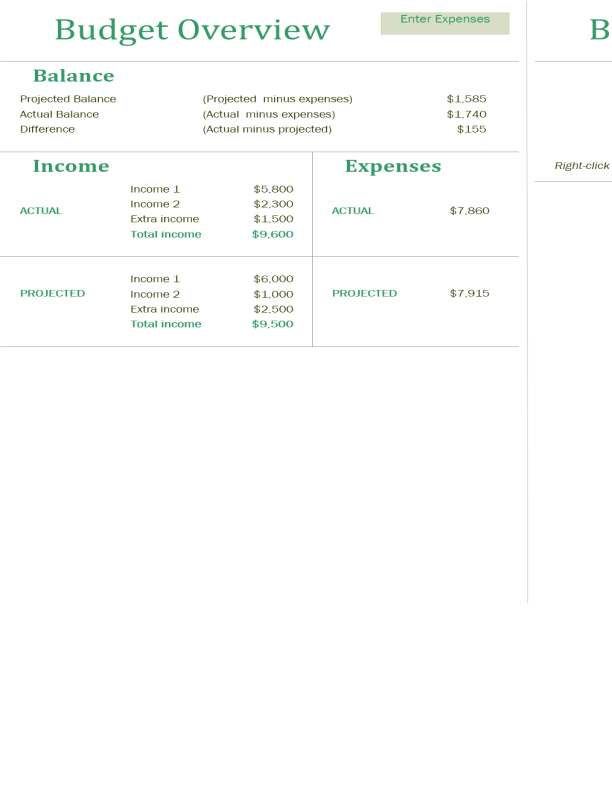 Budget Overview
Enter Expenses
B
Balance
Projected Balance (Projected minus expenses) $1,585
Actual Balance (Actual minus expenses) $1,740
Difference (Actual minus projected) $155
Income
Expenses
Right-click
Income 1 $5,800
Income 2 $2,300
ACTUAL
Extra income $1,500
Total income $9,600
ACTUAL $7,860
Income 1 $6,000
Income 2 $1,000
PROJECTED
Extra income $2,500
Total income $9,500
PROJECTED $7,915